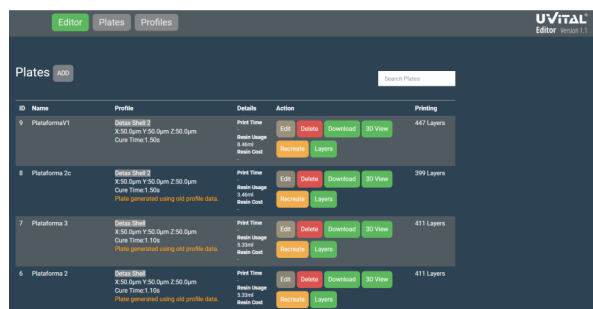 Editor Plates Profiles
UVITAL
Editor Version 1.1
Plates ADD
Search Plates
ID Name Profile Details Action Printing
9 PlataformaV1 Detax Shell 2 Print Time Edit Delete Download 3D View 447 Layers
X:50.0µm Y:50.0µm Z:50.0µm -
Cure Time:1.50s Resin Usage
8.46ml Recreate Layers
Resin Cost
-
8 Plataforma 2c Detax Shell 2 Print Time Edit Delete Download 3D View 399 Layers
X:50.0µm Y:50.0µm Z:50.0µm -
Cure Time:1.50s Resin Usage
Plate generated using old profile data. 3.46ml Recreate Layers
Resin Cost
-
7 Plataforma 3 Detax Shell Print Time Edit Delete Download 3D View 411 Layers
X:50.0µm Y:50.0µm Z:50.0µm -
Cure Time:1.10s Resin Usage
Plate generated using old profile data. 3.33ml Recreate Layers
Resin Cost
-
6 Plataforma 2 Detax Shell Print Time Edit Delete Download 3D View 411 Layers
X:50.0µm Y:50.0µm Z:50.0µm -
Cure Time:1.10s Resin Usage
Plate generated using old profile data. 3.33ml Recreate Layers
Resin Cost